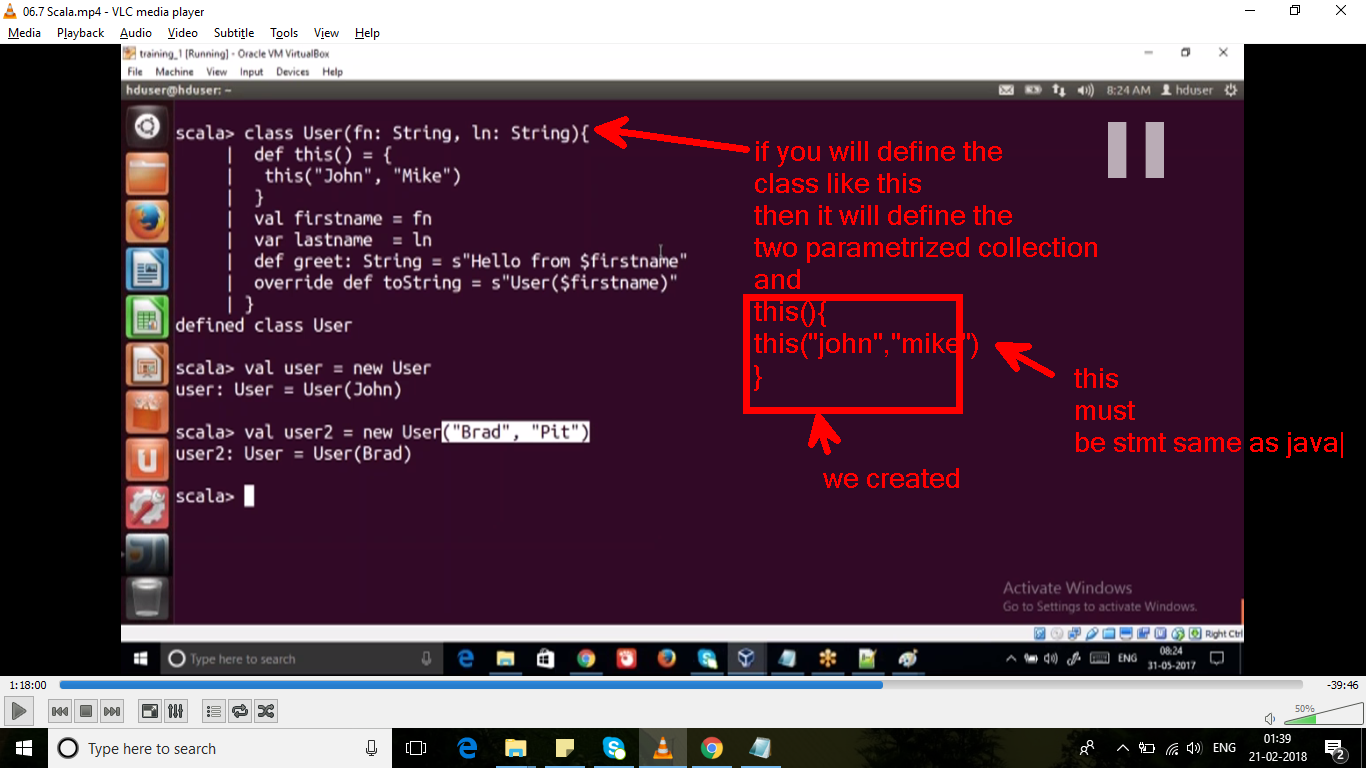 06.7 Scala.mp4 - VLC media player
Media Playback Audio Video Subtitle Tools View Help
training_1 [Running] - Oracle VM VirtualBox
File Machine View Input Devices Help
hduser@hduser: ~
8:24 AM hduser
scala> class User(fn: String, ln: String){
| def this() = {
| this("John", "Mike")
| }
| val firstname = fn
| var lastname = ln
| def greet: String = s"Hello from $firstname"
| override def toString = s"User($firstname)"
| }
defined class User
scala> val user = new User
user: User = User(John)
scala> val user2 = new User("Brad", "Pit")
user2: User = User(Brad)
scala>
if you will define the
class like this
then it will define the
two parametrized collection
and
this(){
this("john","mike")
}
this
must
be stmt same as java
we created
Activate Windows
Go to Settings to activate Windows.
Right Ctrl
Type here to search
ENG
08:24
31-05-2017
1:18:00
-39:46
50%
Type here to search
ENG
01:39
21-02-2018
2